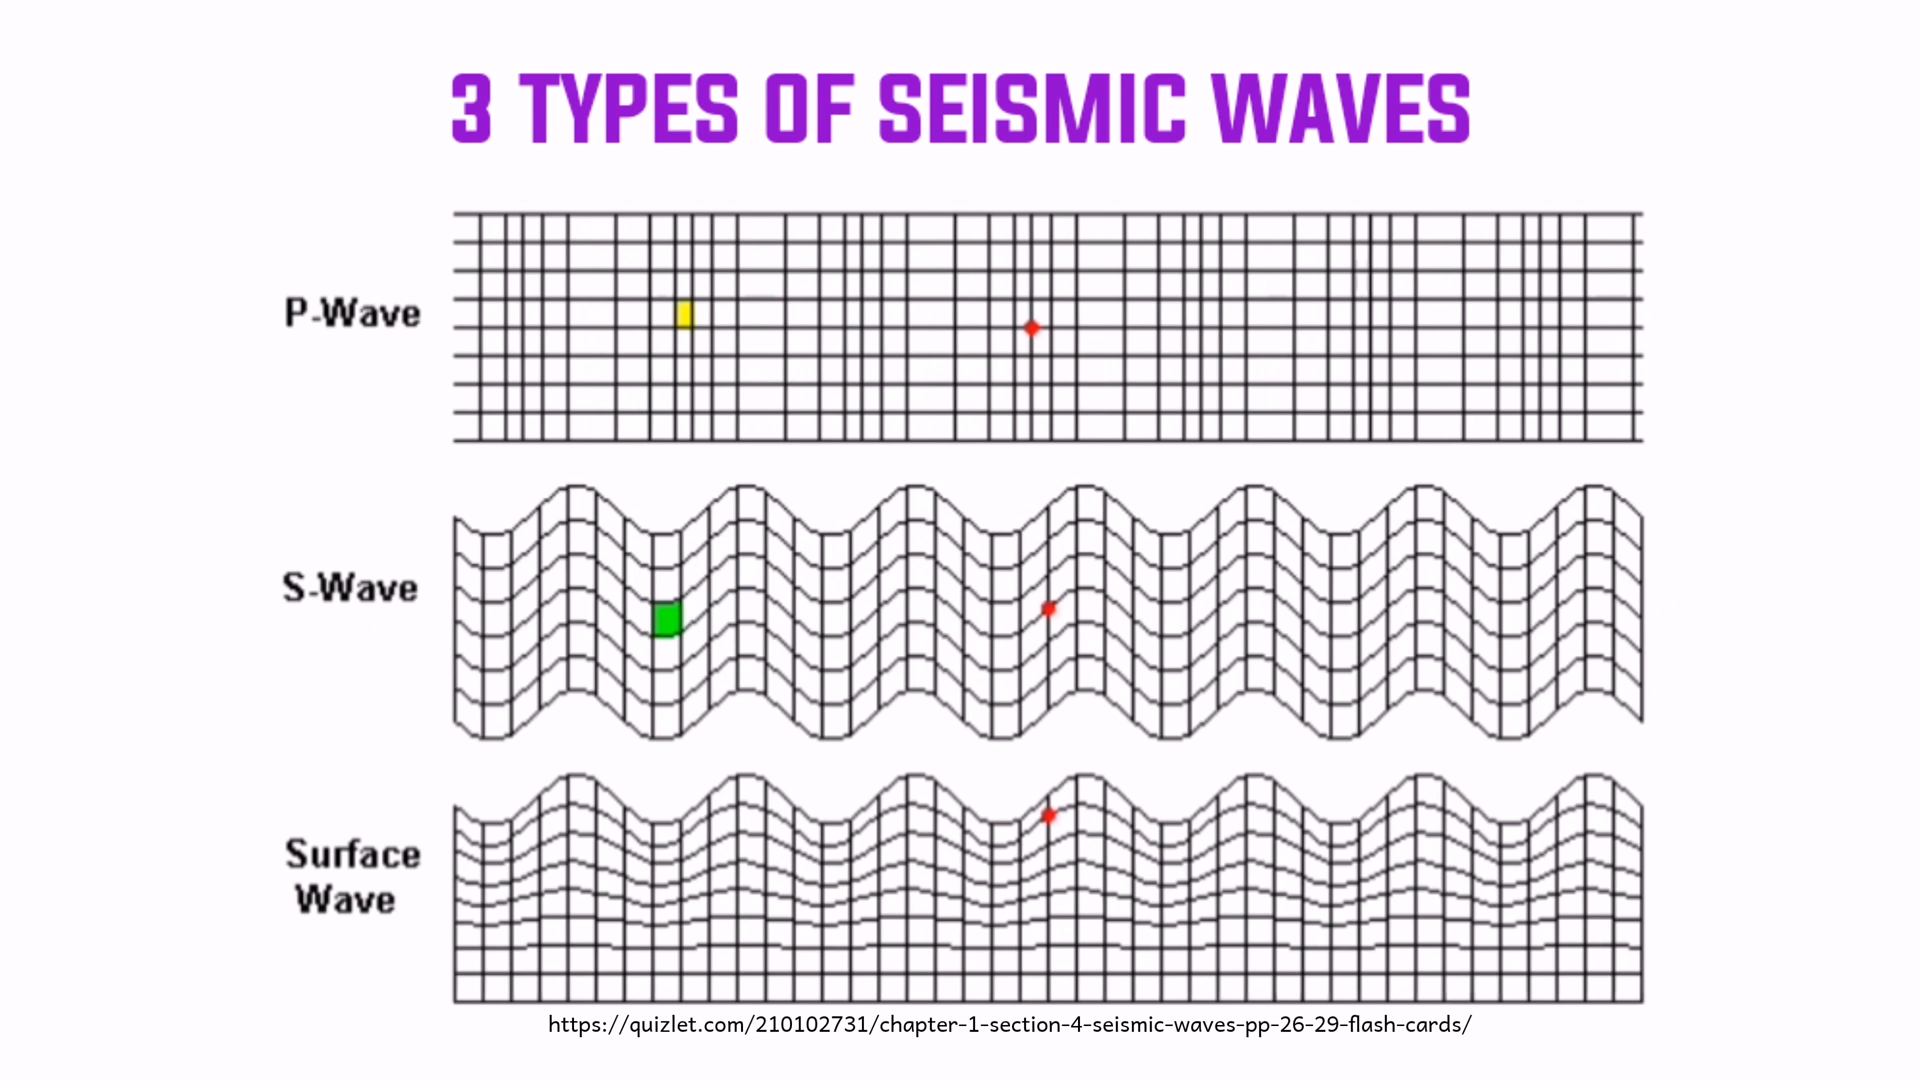 3 TYPES OF SEISMIC WAVES
P-Wave
S-Wave
Surface
Wave
https://quizlet.com/210102731/chapter-1-section-4-seismic-waves-pp-26-29-flash-cards/